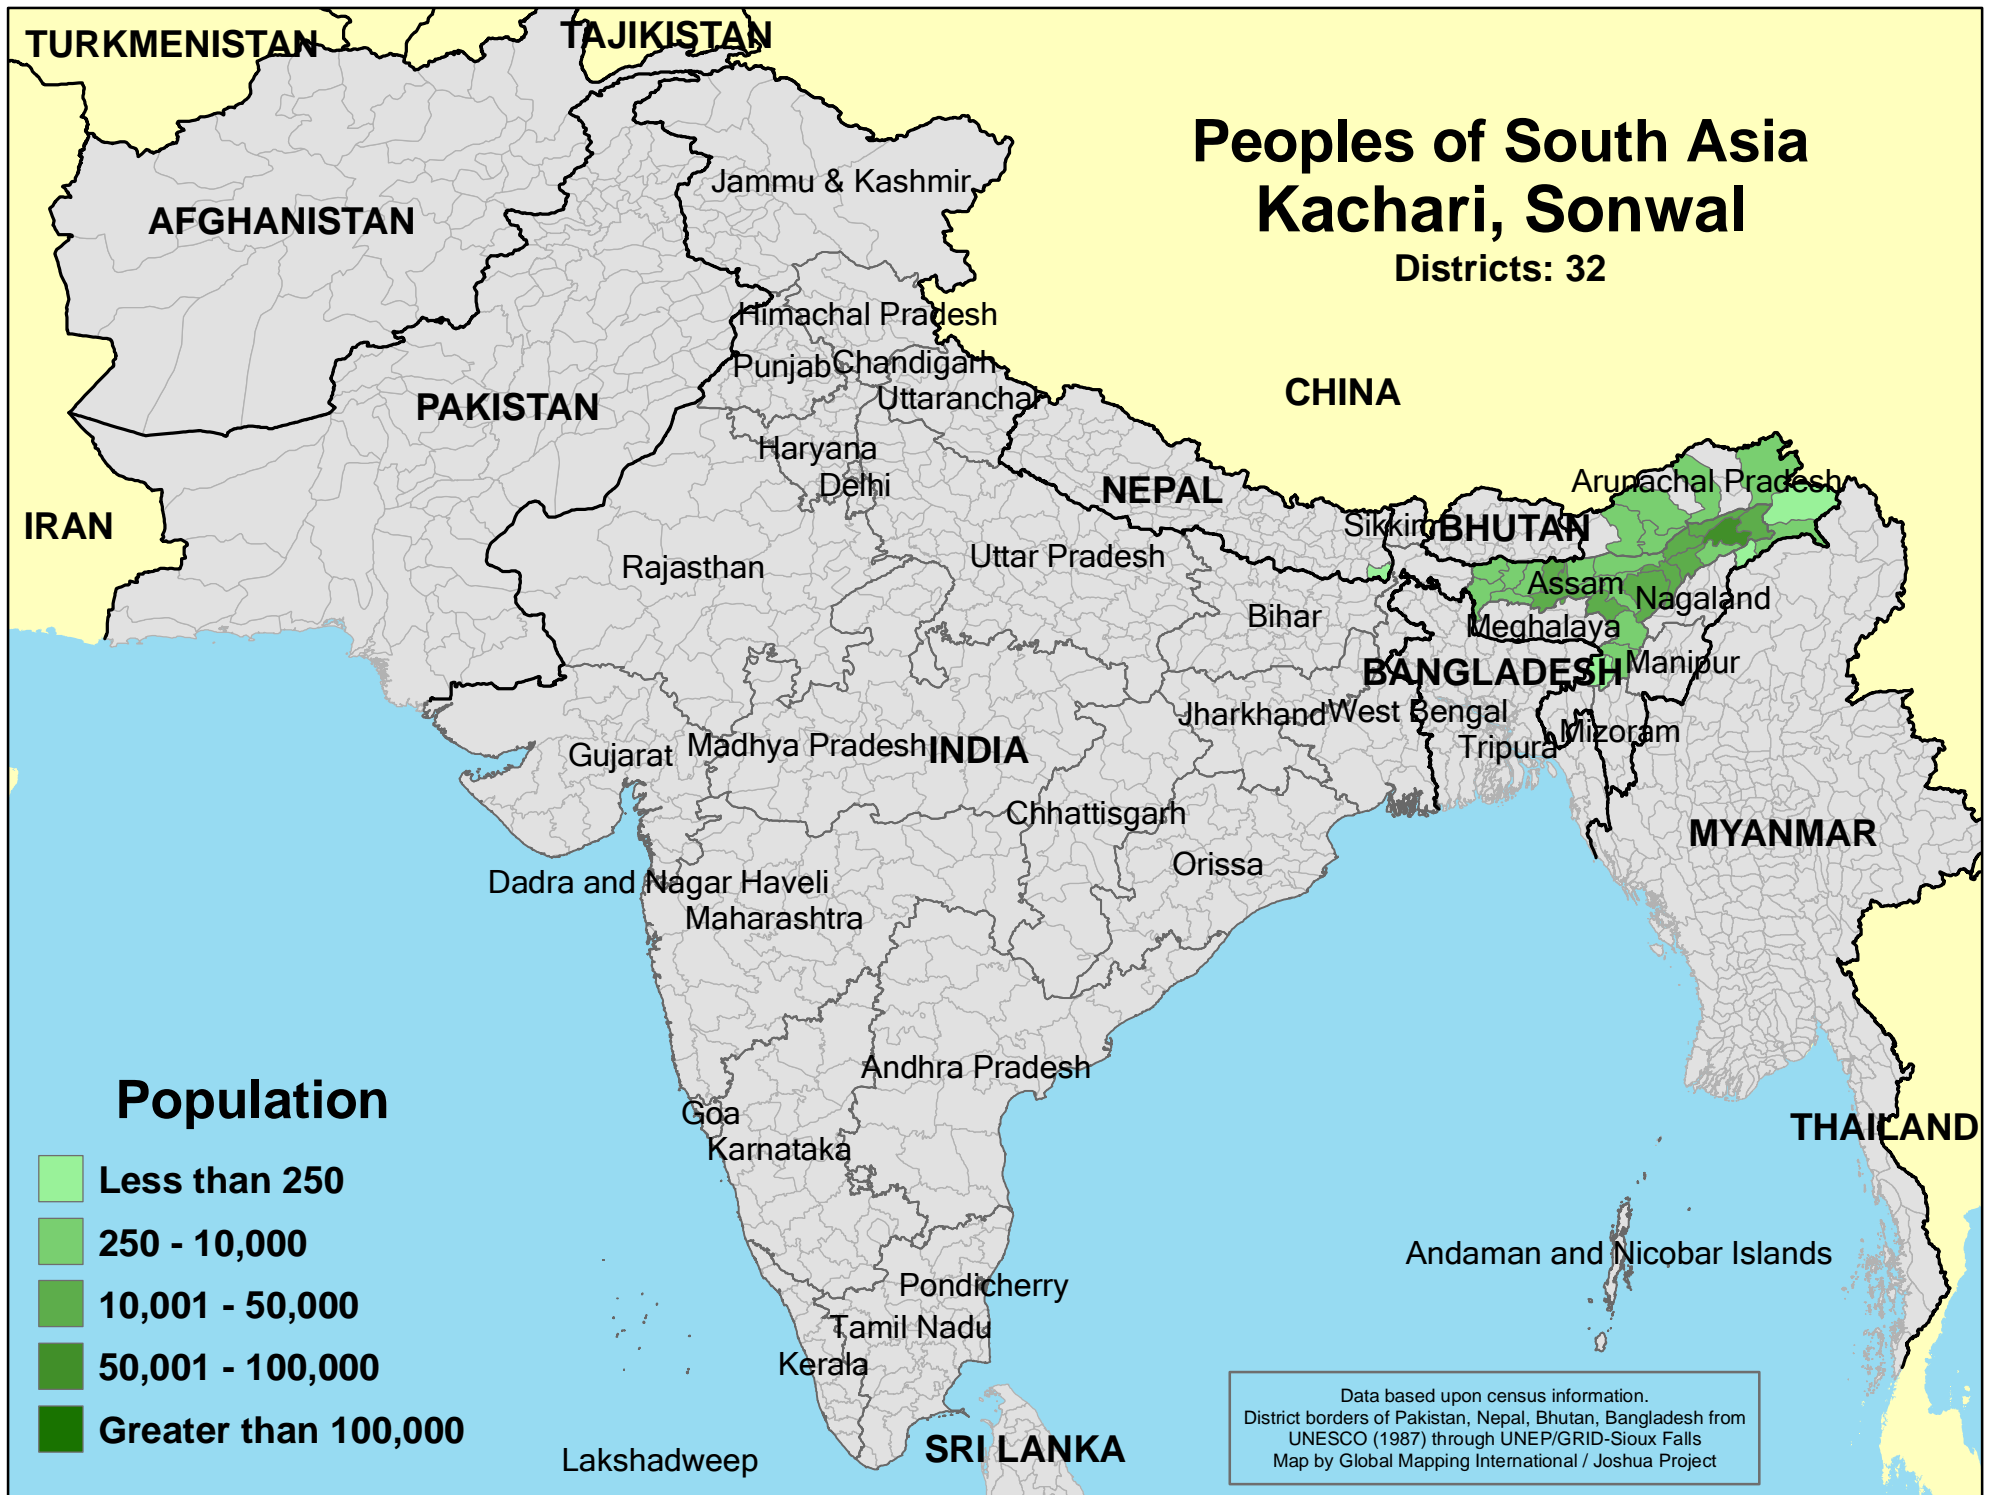 TURKMENISTAN
TAJIKISTAN
Peoples of South Asia
Kachari, Sonwal
Districts: 32
Jammu & Kashmir
AFGHANISTAN
Himachal Pradesh
Punjab
Chandigarh
Uttaranchal
CHINA
PAKISTAN
Haryana
Delhi
NEPAL
Arunachal Pradesh
IRAN
Sikkim
BHUTAN
Rajasthan
Uttar Pradesh
Assam
Nagaland
Bihar
Meghalaya
BANGLADESH
Manipur
Jharkhand
West Bengal
Gujarat
Madhya Pradesh
INDIA
Tripura
Mizoram
Chhattisgarh
MYANMAR
Orissa
Dadra and Nagar Haveli
Maharashtra
Andhra Pradesh
Goa
Karnataka
THAILAND
Andaman and Nicobar Islands
Pondicherry
Tamil Nadu
Kerala
Lakshadweep
SRI LANKA
Population
Less than 250
250 - 10,000
10,001 - 50,000
50,001 - 100,000
Greater than 100,000
Data based upon census information.
District borders of Pakistan, Nepal, Bhutan, Bangladesh from
UNESCO (1987) through UNEP/GRID-Sioux Falls
Map by Global Mapping International / Joshua Project